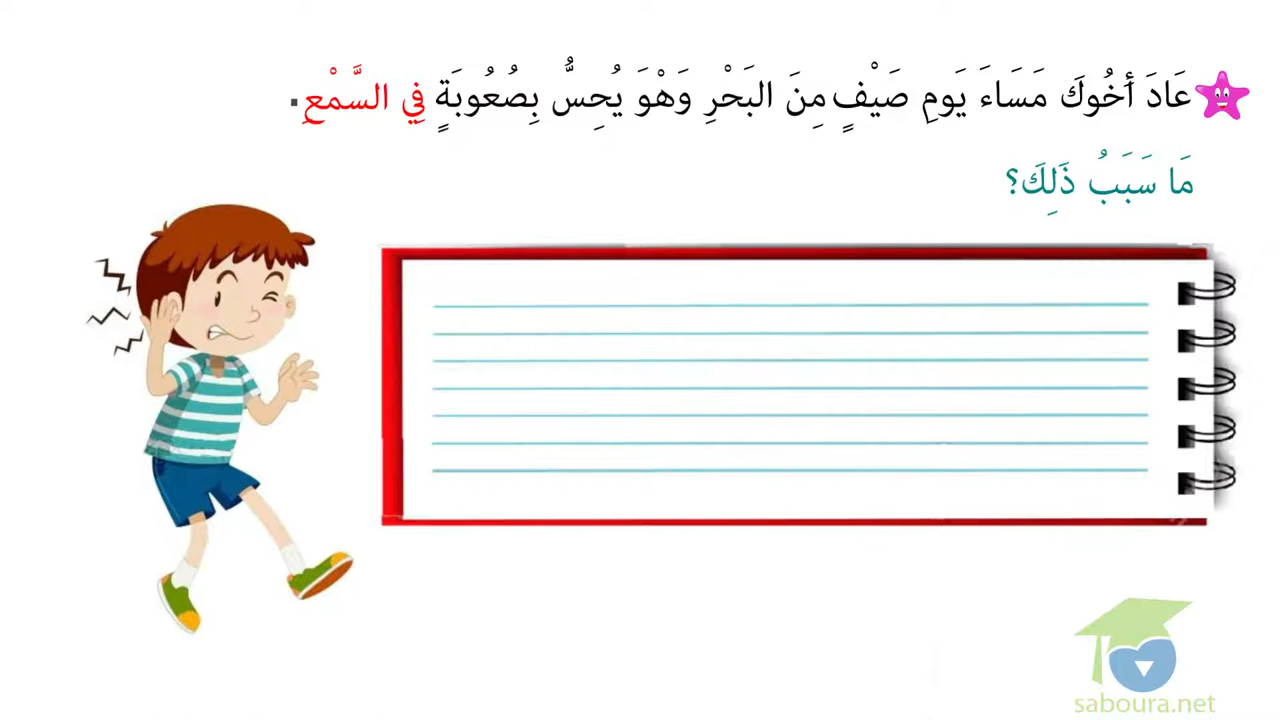 عَادَ أَخُوكَ مَسَاءَ يَومِ صَيْفٍ مِنَ البَحْرِ وَهْوَ يُحِسُّ بِصُعُوبَةٍ فِي السَّمْعِ.
مَا سَبَبُ ذَلِكَ؟
saboura.net